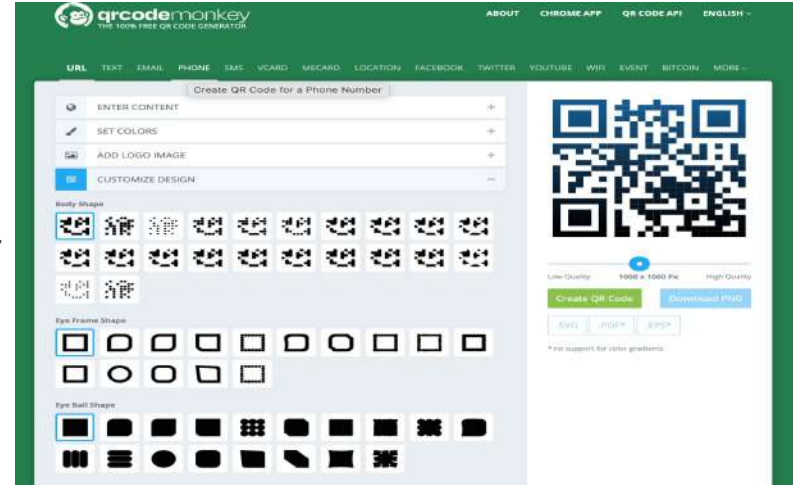 qrcodemonkey
THE 100% FREE QR CODE GENERATOR
ABOUT CHROME APP QR CODE API ENGLISH
URL TEXT EMAIL PHONE SMS VCARD MECARD LOCATION FACEBOOK TWITTER YOUTUBE WIFI EVENT BITCOIN MORE
Create QR Code for a Phone Number
ENTER CONTENT +
SET COLORS +
ADD LOGO IMAGE +
CUSTOMIZE DESIGN −
Body Shape
Eye Frame Shape
Eye Ball Shape
Low Quality 1000 x 1000 Px High Quality
Create QR Code Download PNG
.SVG .PDF* .EPS*
* no support for color gradients